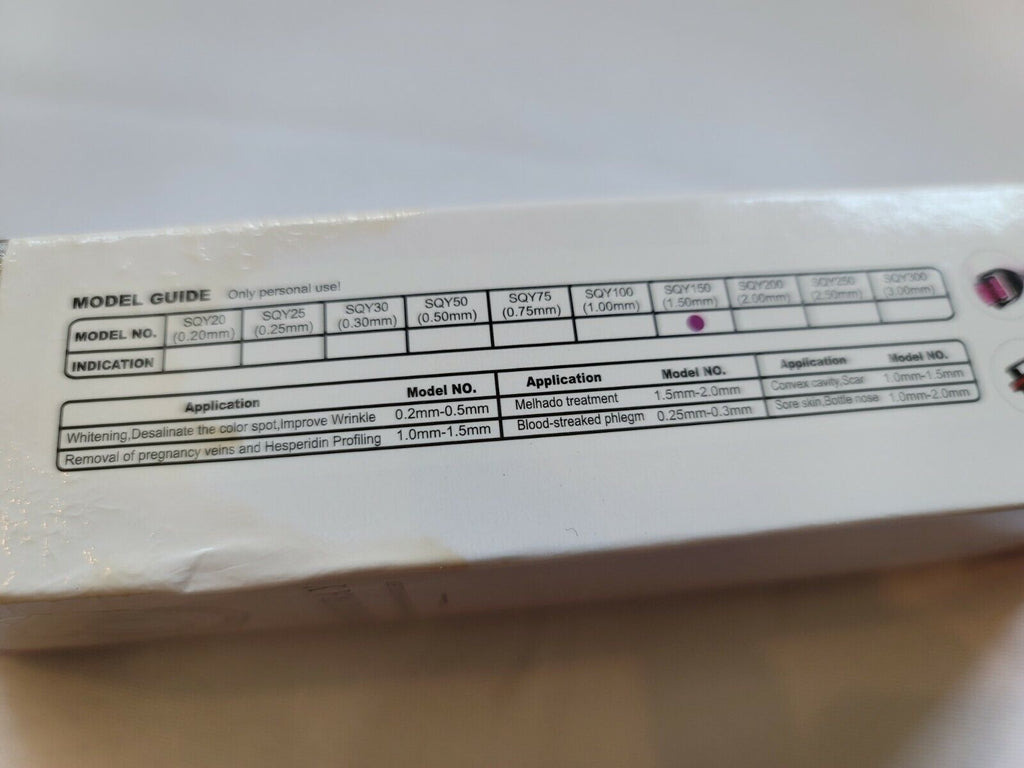 MODEL GUIDE Only personal use!
MODEL NO. SQY20 (0.20mm) SQY25 (0.25mm) SQY30 (0.30mm) SQY50 (0.50mm) SQY75 (0.75mm) SQY100 (1.00mm) SQY150 (1.50mm) SQY200 (2.00mm) SQY250 (2.50mm) SQY300 (3.00mm)
INDICATION
Application Model NO. Application Model NO. Application Model NO.
Whitening,Desalinate the color spot,Improve Wrinkle 0.2mm-0.5mm Melhado treatment 1.5mm-2.0mm Convex cavity,Scar 1.0mm-1.5mm
Removal of pregnancy veins and Hesperidin Profiling 1.0mm-1.5mm Blood-streaked phlegm 0.25mm-0.3mm Sore skin,Bottle nose 1.0mm-2.0mm